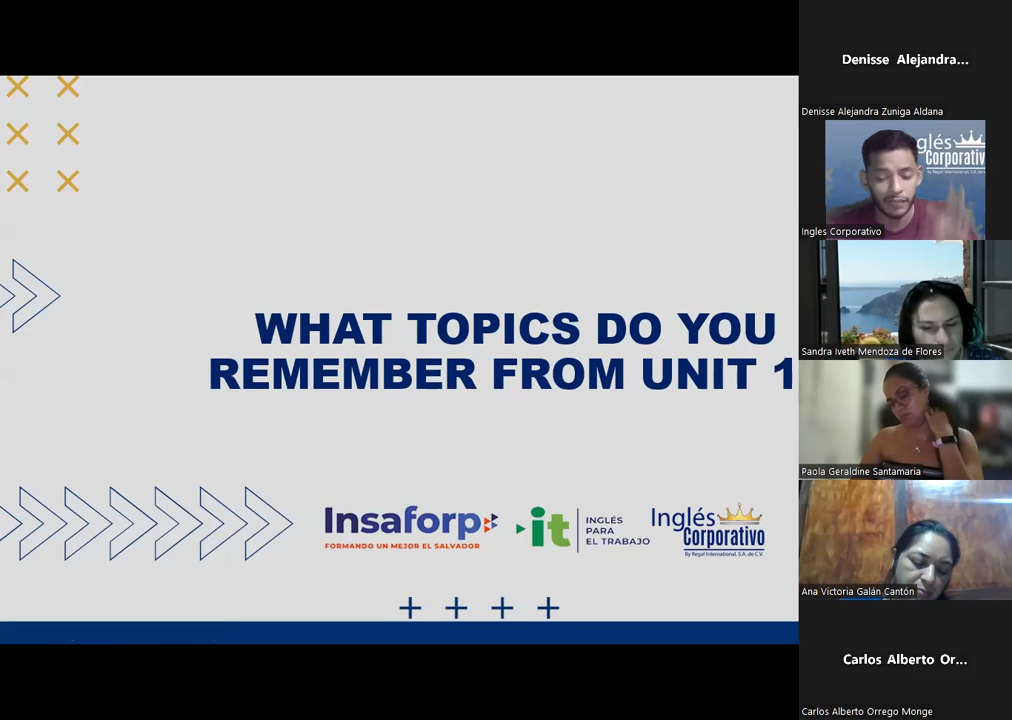 WHAT TOPICS DO YOU
REMEMBER FROM UNIT 1
Insaforp
FORMANDO UN MEJOR EL SALVADOR
it
INGLÉS
PARA
EL TRABAJO
Inglés
Corporativo
By Regal International, S.A. de C.V.
Denisse Alejandra...
Denisse Alejandra Zuniga Aldana
glés
Corporativ
Ingles Corporativo
Sandra Iveth Mendoza de Flores
Paola Geraldine Santamaria
Ana Victoria Galán Cantón
Carlos Alberto Or...
Carlos Alberto Orrego Monge